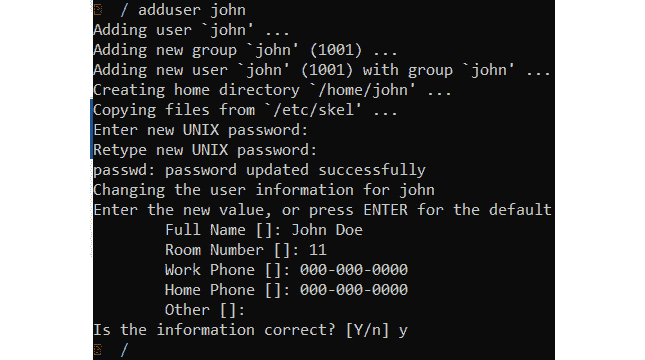 / adduser john
Adding user `john' ...
Adding new group `john' (1001) ...
Adding new user `john' (1001) with group `john' ...
Creating home directory `/home/john' ...
Copying files from `/etc/skel' ...
Enter new UNIX password:
Retype new UNIX password:
passwd: password updated successfully
Changing the user information for john
Enter the new value, or press ENTER for the default
Full Name []: John Doe
Room Number []: 11
Work Phone []: 000-000-0000
Home Phone []: 000-000-0000
Other []:
Is the information correct? [Y/n] y
/